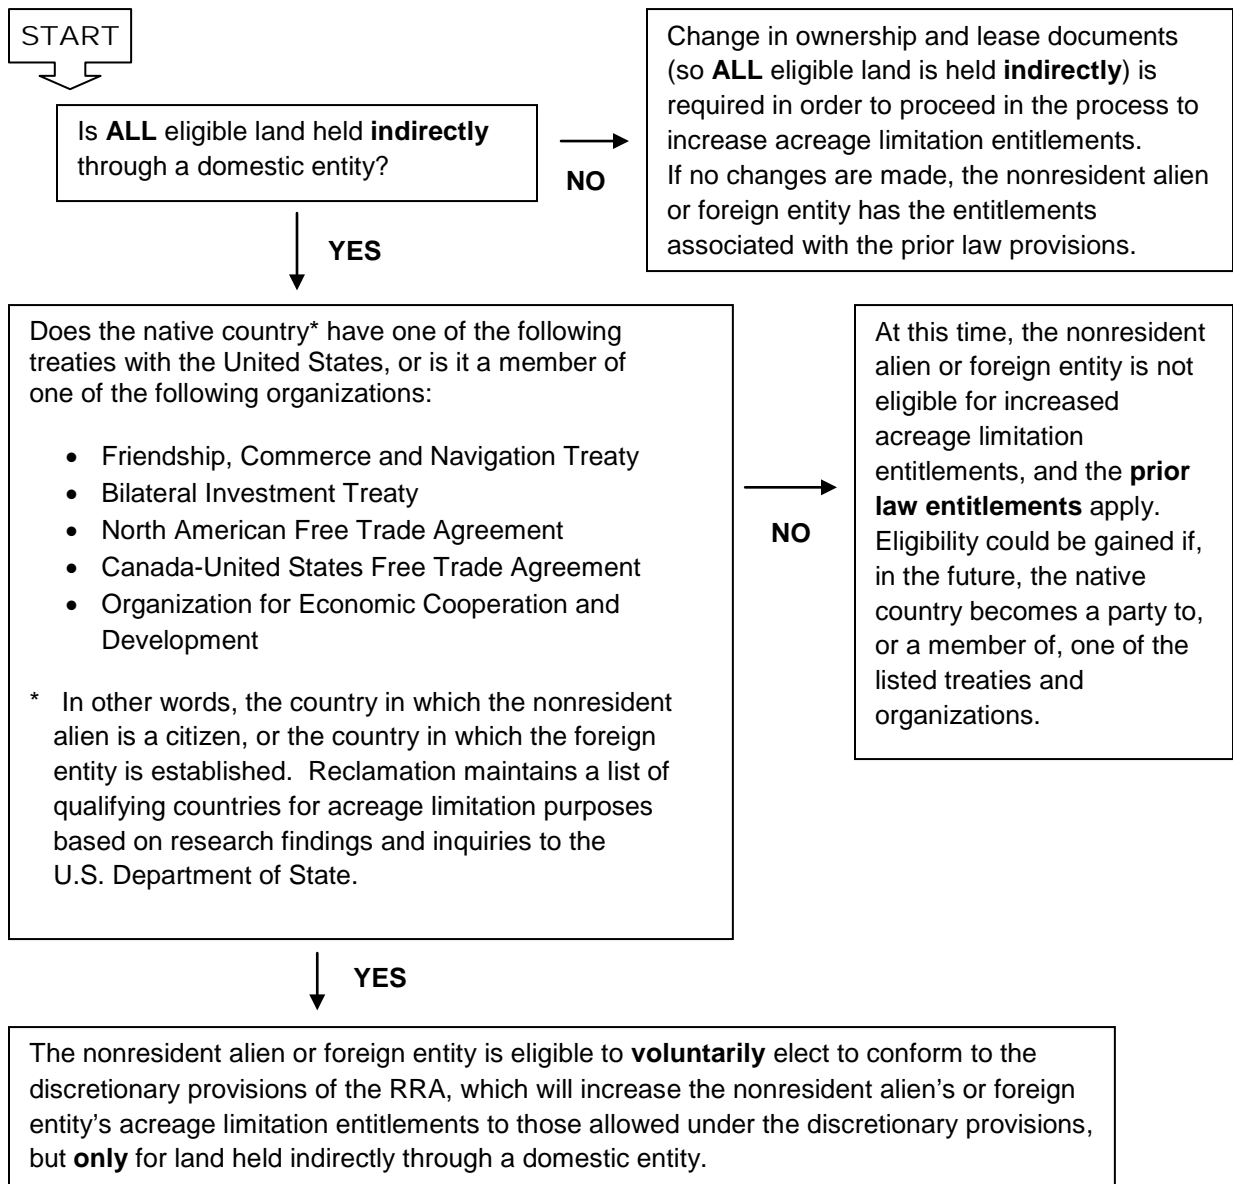 START
Is ALL eligible land held indirectly
through a domestic entity?
NO
Change in ownership and lease documents
(so ALL eligible land is held indirectly) is
required in order to proceed in the process to
increase acreage limitation entitlements.
If no changes are made, the nonresident alien
or foreign entity has the entitlements
associated with the prior law provisions.
YES
Does the native country* have one of the following
treaties with the United States, or is it a member of
one of the following organizations:
• Friendship, Commerce and Navigation Treaty
• Bilateral Investment Treaty
• North American Free Trade Agreement
• Canada-United States Free Trade Agreement
• Organization for Economic Cooperation and
Development
* In other words, the country in which the nonresident
alien is a citizen, or the country in which the foreign
entity is established. Reclamation maintains a list of
qualifying countries for acreage limitation purposes
based on research findings and inquiries to the
U.S. Department of State.
NO
At this time, the nonresident
alien or foreign entity is not
eligible for increased
acreage limitation
entitlements, and the prior
law entitlements apply.
Eligibility could be gained if,
in the future, the native
country becomes a party to,
or a member of, one of the
listed treaties and
organizations.
YES
The nonresident alien or foreign entity is eligible to voluntarily elect to conform to the
discretionary provisions of the RRA, which will increase the nonresident alien's or foreign
entity's acreage limitation entitlements to those allowed under the discretionary provisions,
but only for land held indirectly through a domestic entity.